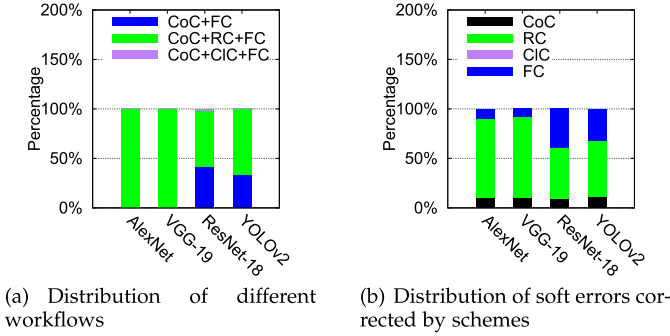 CoC+FC
CoC+RC+FC
CoC+ClC+FC
200%
150%
100%
50%
0%
Percentage
AlexNet
VGG-19
ResNet-18
YOLOv2
(a) Distribution of different
workflows
CoC
RC
ClC
FC
200%
150%
100%
50%
0%
Percentage
AlexNet
VGG-19
ResNet-18
YOLOv2
(b) Distribution of soft errors cor-
rected by schemes